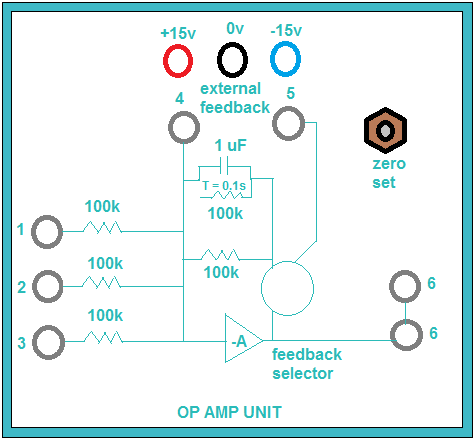 +15v 0v -15v
external
feedback
4 5
1 uF
zero
set
T = 0.1s
100k
100k
1
100k
100k
2
6
100k
3
-A
6
feedback
selector
OP AMP UNIT